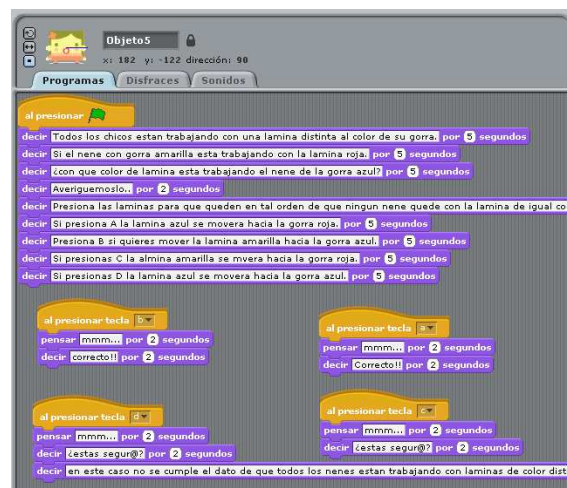 Objeto5
x: 182 y: -122 dirección: 90
Programas Disfraces Sonidos
al presionar
decir Todos los chicos estan trabajando con una lamina distinta al color de su gorra. por 5 segundos
decir Si el nene con gorra amarilla esta trabajando con la lamina roja. por 5 segundos
decir ¿con que color de lamina esta trabajando el nene de la gorra azul? por 5 segundos
decir Averiguemoslo.. por 2 segundos
decir Presiona las laminas para que queden en tal orden de que ningun nene quede con la lamina de igual co
decir Si presiona A la lamina azul se movera hacia la gorra roja. por 5 segundos
decir Presiona B si quieres mover la lamina amarilla hacia la gorra azul. por 5 segundos
decir Si presionas C la almina amarilla se mvera hacia la gorra roja. por 5 segundos
decir Si presionas D la lamina azul se movera hacia la gorra azul. por 5 segundos
al presionar tecla b
pensar mmm... por 2 segundos
decir correcto!! por 2 segundos
al presionar tecla a
pensar mmm... por 2 segundos
decir Correcto!! por 2 segundos
al presionar tecla d
pensar mmm... por 2 segundos
decir ¿estas segur@? por 2 segundos
decir en este caso no se cumple el dato de que todos los nenes estan trabajando con laminas de color dist
al presionar tecla c
pensar mmm... por 2 segundos
decir ¿estas segur@? por 2 segundos